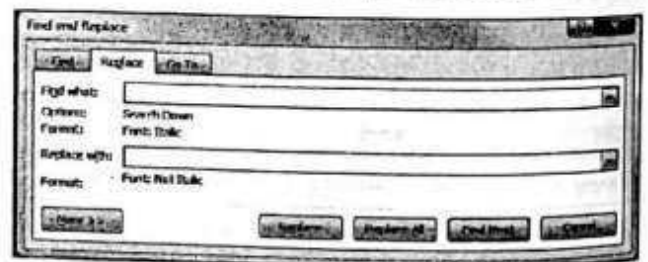 Find and Replace
Find Replace Go To
Find what:
Options: Search Down
Format: Font: Italic
Replace with:
Format: Font: Not Italic
More >> Replace Replace All Find Next Cancel